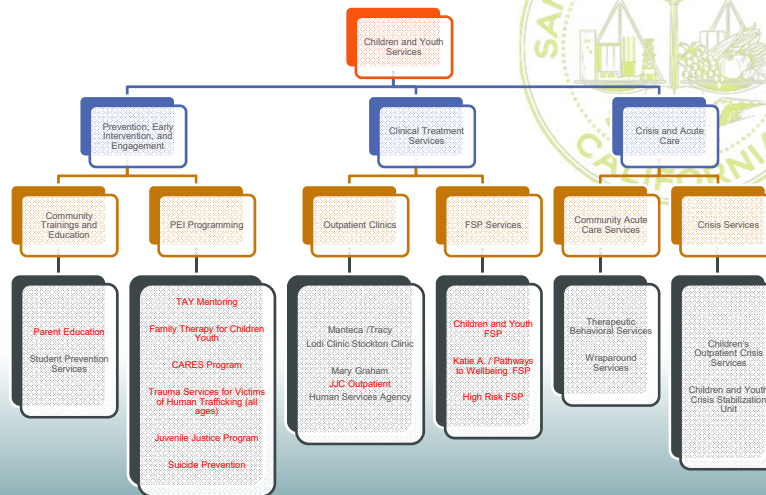 Children and Youth
Services
Prevention, Early
Intervention, and
Engagement
Clinical Treatment
Services
Crisis and Acute
Care
Community
Trainings and
Education
PEI Programming
Outpatient Clinics
FSP Services
Community Acute
Care Services
Crisis Services
Parent Education
Student Prevention
Services
TAY Mentoring
Family Therapy for Children
Youth
CARES Program
Trauma Services for Victims
of Human Trafficking (all
ages)
Juvenile Justice Program
Suicide Prevention
Manteca /Tracy
Lodi Clinic Stockton Clinic
Mary Graham
JJC Outpatient
Human Services Agency
Children and Youth
FSP
Katie A. / Pathways
to Wellbeing FSP
High Risk FSP
Therapeutic
Behavioral Services
Wraparound
Services
Children's
Outpatient Crisis
Services
Children and Youth
Crisis Stabilization
Unit
SAN
CALIFORNIA